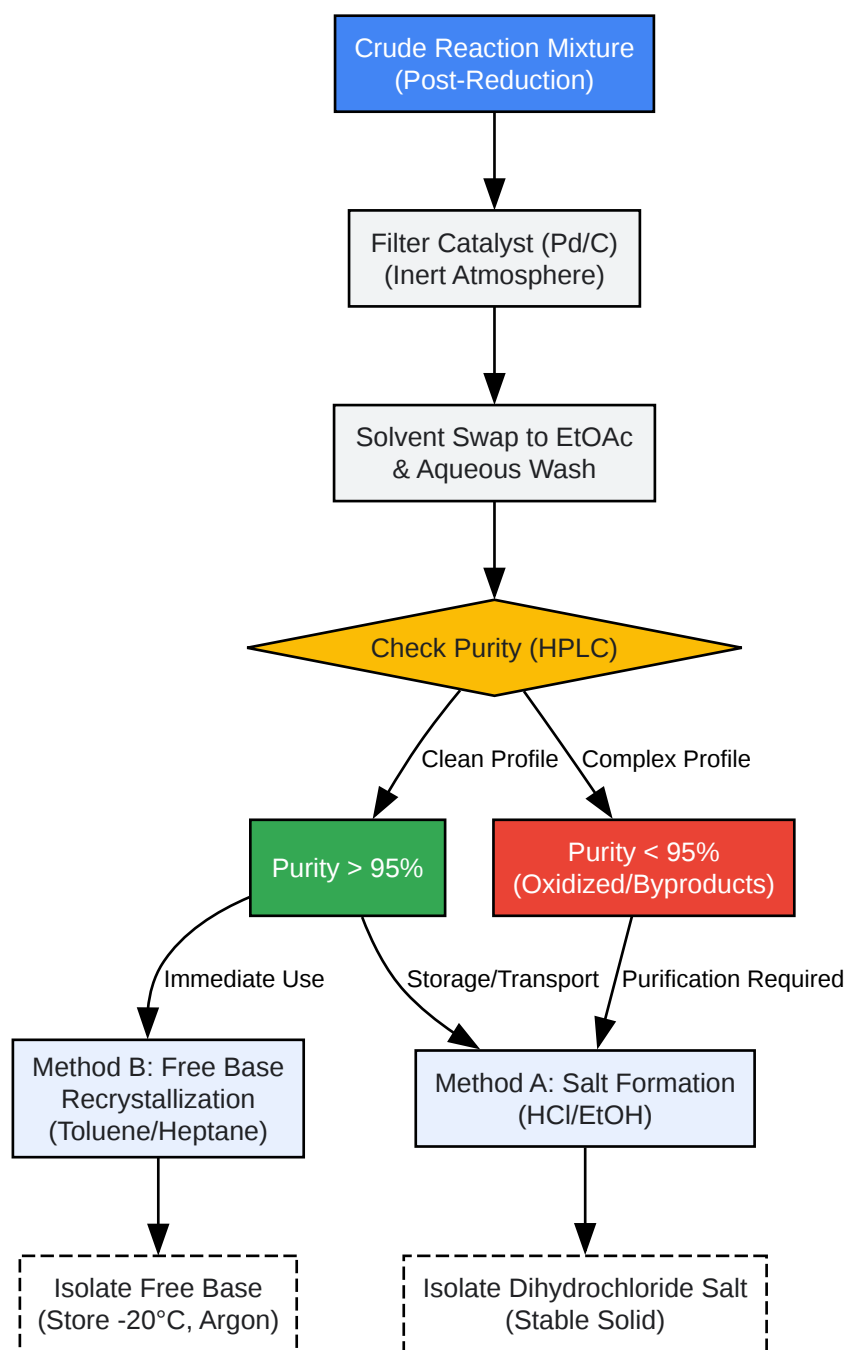 Crude Reaction Mixture
(Post-Reduction)
Filter Catalyst (Pd/C)
(Inert Atmosphere)
Solvent Swap to EtOAc
& Aqueous Wash
Check Purity (HPLC)
Clean Profile
Complex Profile
Purity > 95%
Purity < 95%
(Oxidized/Byproducts)
Immediate Use
Storage/Transport
Purification Required
Method B: Free Base
Recrystallization
(Toluene/Heptane)
Method A: Salt Formation
(HCl/EtOH)
Isolate Free Base
(Store -20°C, Argon)
Isolate Dihydrochloride Salt
(Stable Solid)